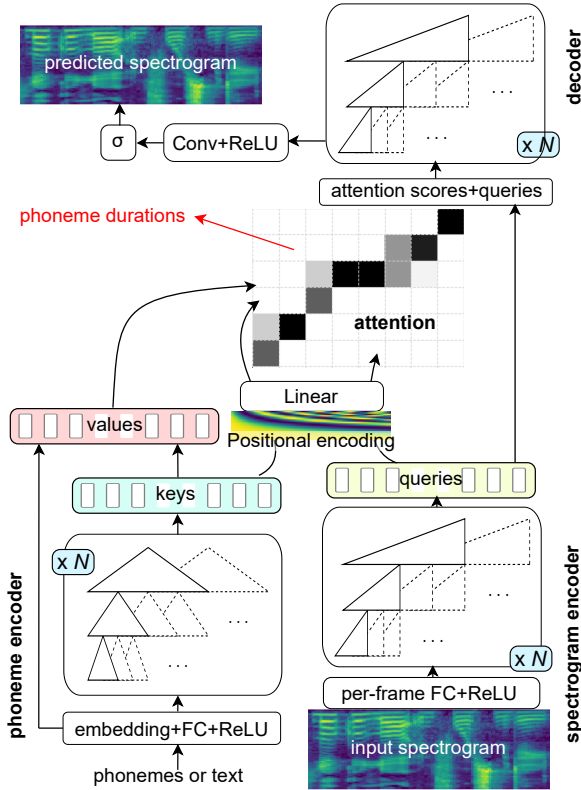 predicted spectrogram
σ
Conv+ReLU
. . .
. . .
x N
decoder
attention scores+queries
phoneme durations
attention
Linear
Positional encoding
values
keys
queries
x N
. . .
. . .
phoneme encoder
embedding+FC+ReLU
phonemes or text
. . .
. . .
x N
spectrogram encoder
per-frame FC+ReLU
input spectrogram